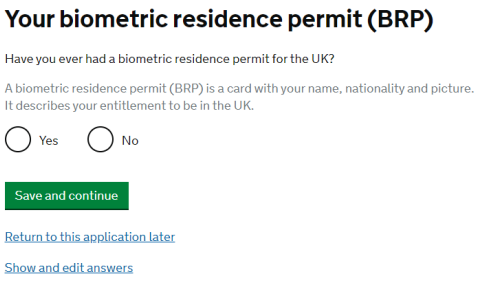 Your biometric residence permit (BRP)
Have you ever had a biometric residence permit for the UK?
A biometric residence permit (BRP) is a card with your name, nationality and picture.
It describes your entitlement to be in the UK.
Yes No
Save and continue
Return to this application later
Show and edit answers